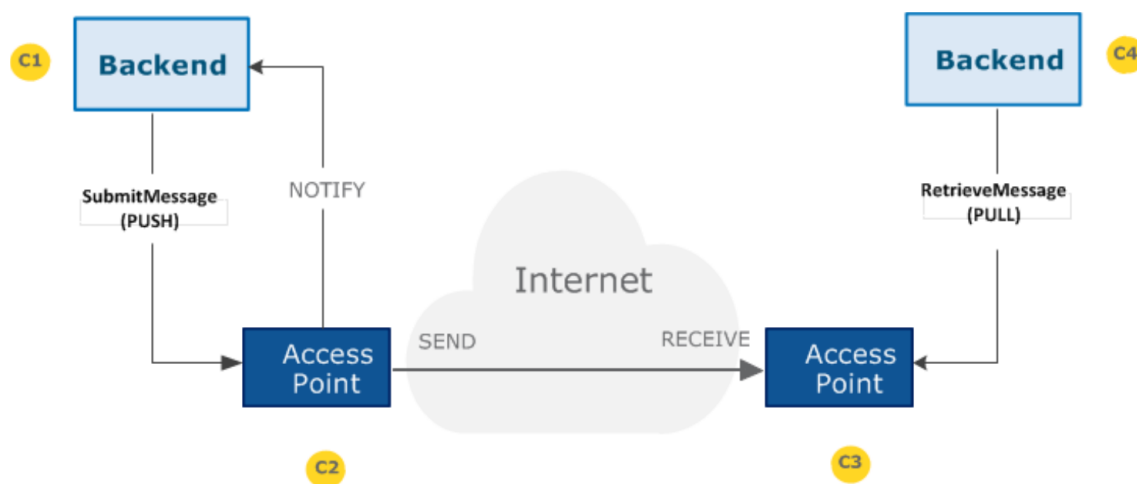 C1
Backend
Backend
C4
SubmitMessage
(PUSH)
NOTIFY
RetrieveMessage
(PULL)
Internet
SEND
RECEIVE
Access
Point
Access
Point
C2
C3